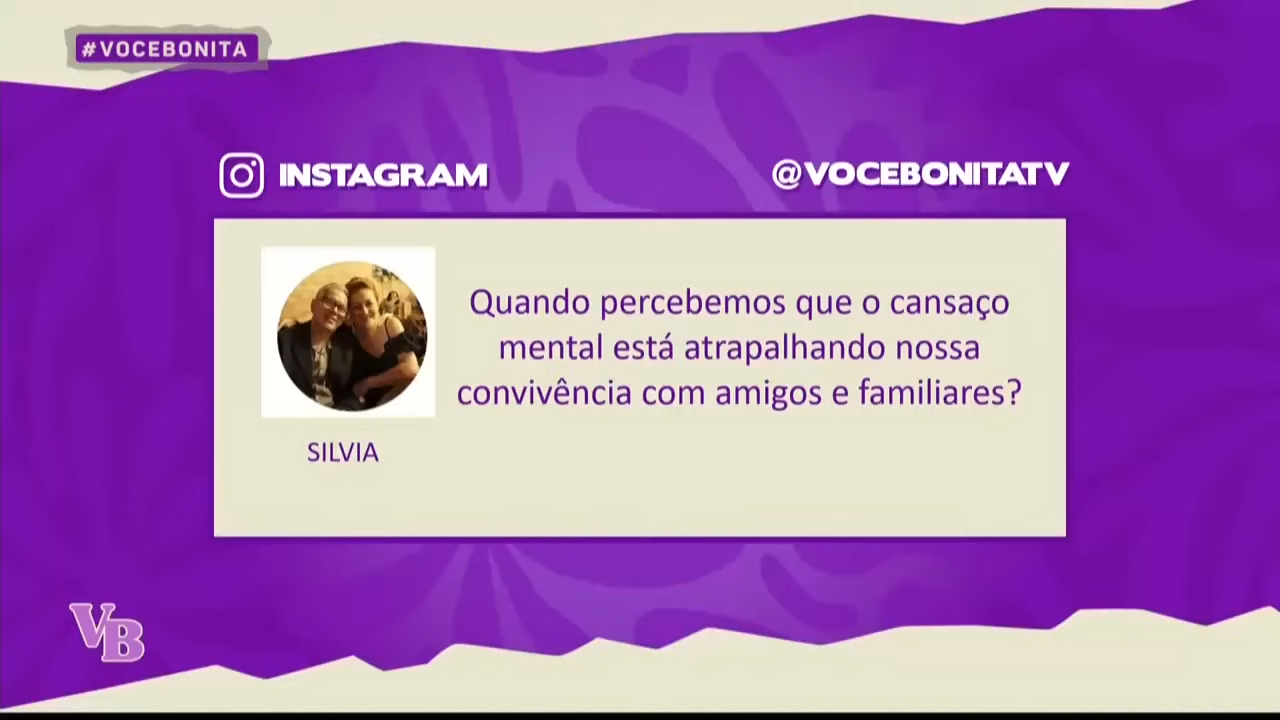 #VOCEBONITA
INSTAGRAM
@VOCEBONITATV
Quando percebemos que o cansaço
mental está atrapalhando nossa
convivência com amigos e familiares?
SILVIA
VB